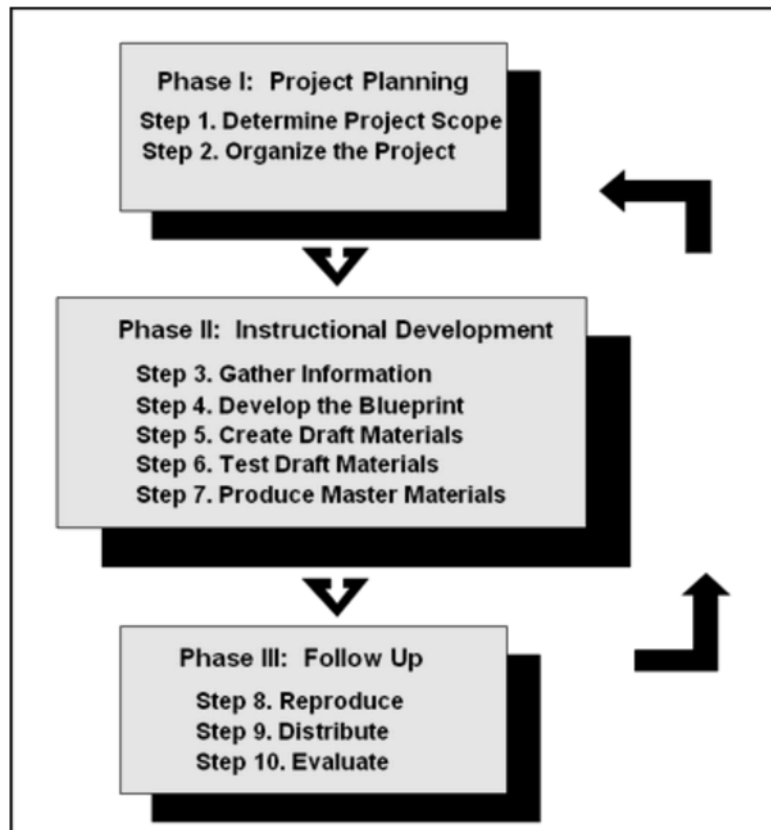 Phase I: Project Planning
Step 1. Determine Project Scope
Step 2. Organize the Project
Phase II: Instructional Development
Step 3. Gather Information
Step 4. Develop the Blueprint
Step 5. Create Draft Materials
Step 6. Test Draft Materials
Step 7. Produce Master Materials
Phase III: Follow Up
Step 8. Reproduce
Step 9. Distribute
Step 10. Evaluate